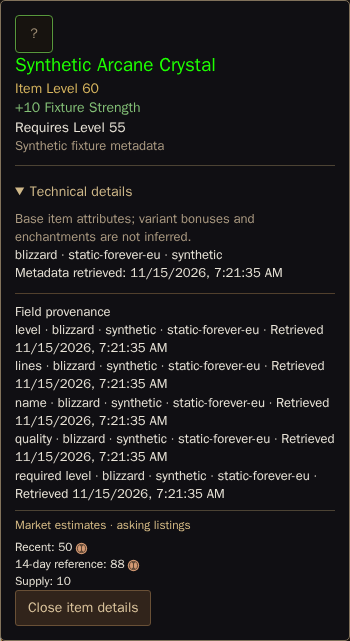 ?
Synthetic Arcane Crystal
Item Level 60
+10 Fixture Strength
Requires Level 55
Synthetic fixture metadata
▼ Technical details
Base item attributes; variant bonuses and
enchantments are not inferred.
blizzard · static-forever-eu · synthetic
Metadata retrieved: 11/15/2026, 7:21:35 AM
Field provenance
level · blizzard · synthetic · static-forever-eu · Retrieved
11/15/2026, 7:21:35 AM
lines · blizzard · synthetic · static-forever-eu · Retrieved
11/15/2026, 7:21:35 AM
name · blizzard · synthetic · static-forever-eu · Retrieved
11/15/2026, 7:21:35 AM
quality · blizzard · synthetic · static-forever-eu · Retrieved
11/15/2026, 7:21:35 AM
required level · blizzard · synthetic · static-forever-eu ·
Retrieved 11/15/2026, 7:21:35 AM
Market estimates · asking listings
Recent: 50
14-day reference: 88
Supply: 10
Close item details